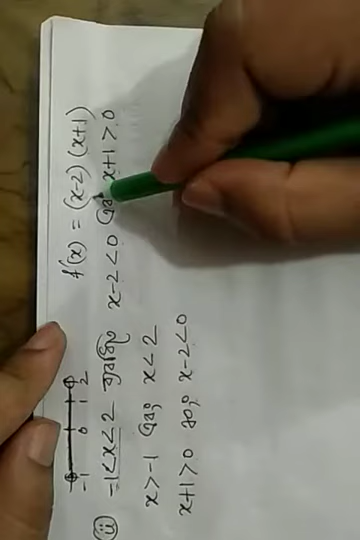 -1 0 1 2
f'(x) = (x-2) (x+1)
(ii) -1<x<2 x-2<0 এবং x+1>0
x>-1 এবং x<2
x+1>0 এবং x-2<0